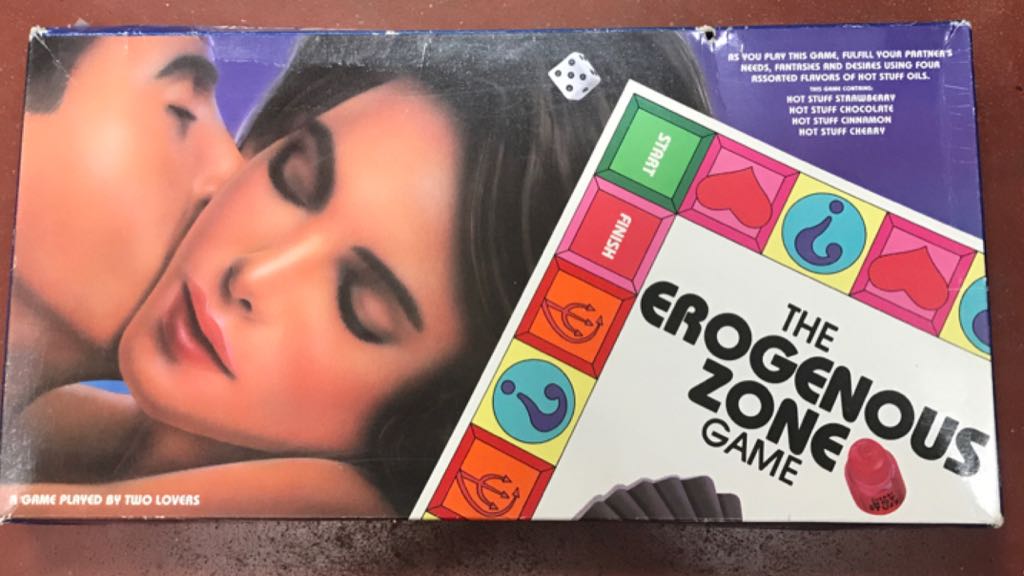 AS YOU PLAY THIS GAME, FULFILL YOUR PARTNER'S
NEEDS, FANTASIES AND DESIRES USING FOUR
ASSORTED FLAVORS OF HOT STUFF OILS.
THIS GAME CONTAINS:
HOT STUFF STRAWBERRY
HOT STUFF CHOCOLATE
HOT STUFF CINNAMON
HOT STUFF CHERRY
START
FINISH
THE
EROGENOUS
ZONE
GAME
A GAME PLAYED BY TWO LOVERS